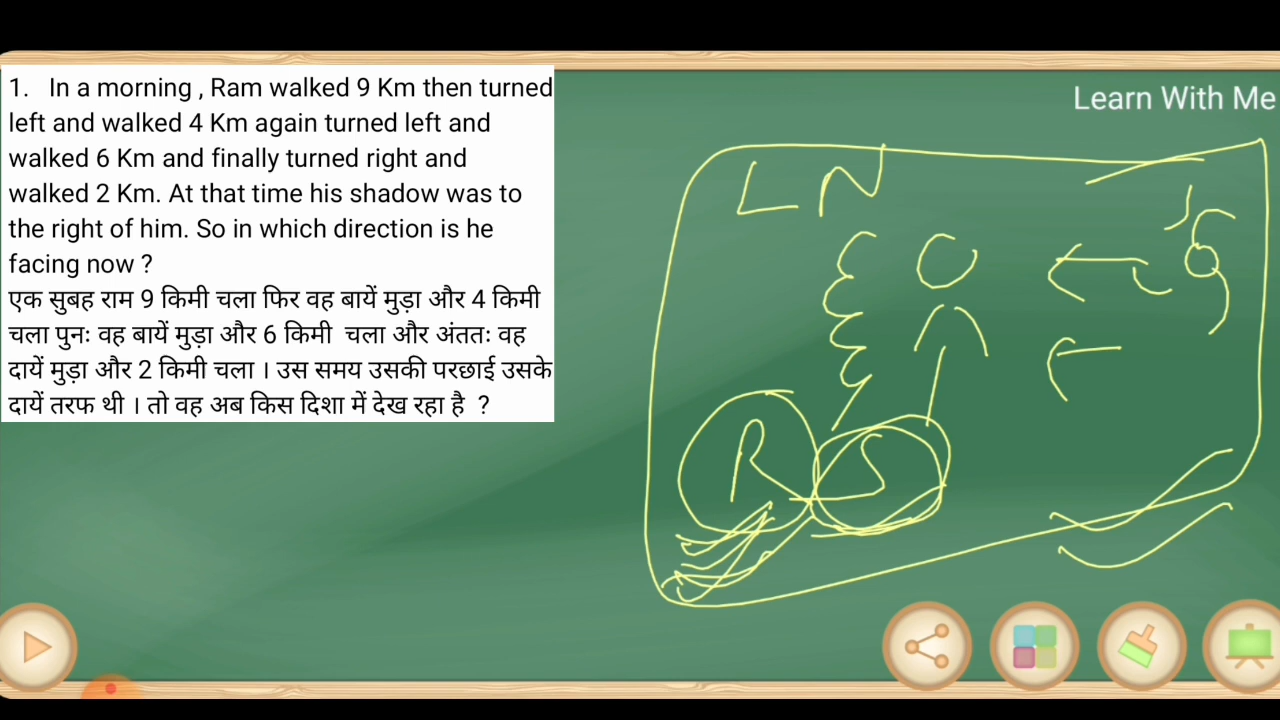 1. In a morning , Ram walked 9 Km then turned
left and walked 4 Km again turned left and
walked 6 Km and finally turned right and
walked 2 Km. At that time his shadow was to
the right of him. So in which direction is he
facing now ?
एक सुबह राम 9 किमी चला फिर वह बायें मुड़ा और 4 किमी
चला पुनः वह बायें मुड़ा और 6 किमी चला और अंततः वह
दायें मुड़ा और 2 किमी चला । उस समय उसकी परछाई उसके
दायें तरफ थी । तो वह अब किस दिशा में देख रहा है ?
Learn With Me
L N
R S